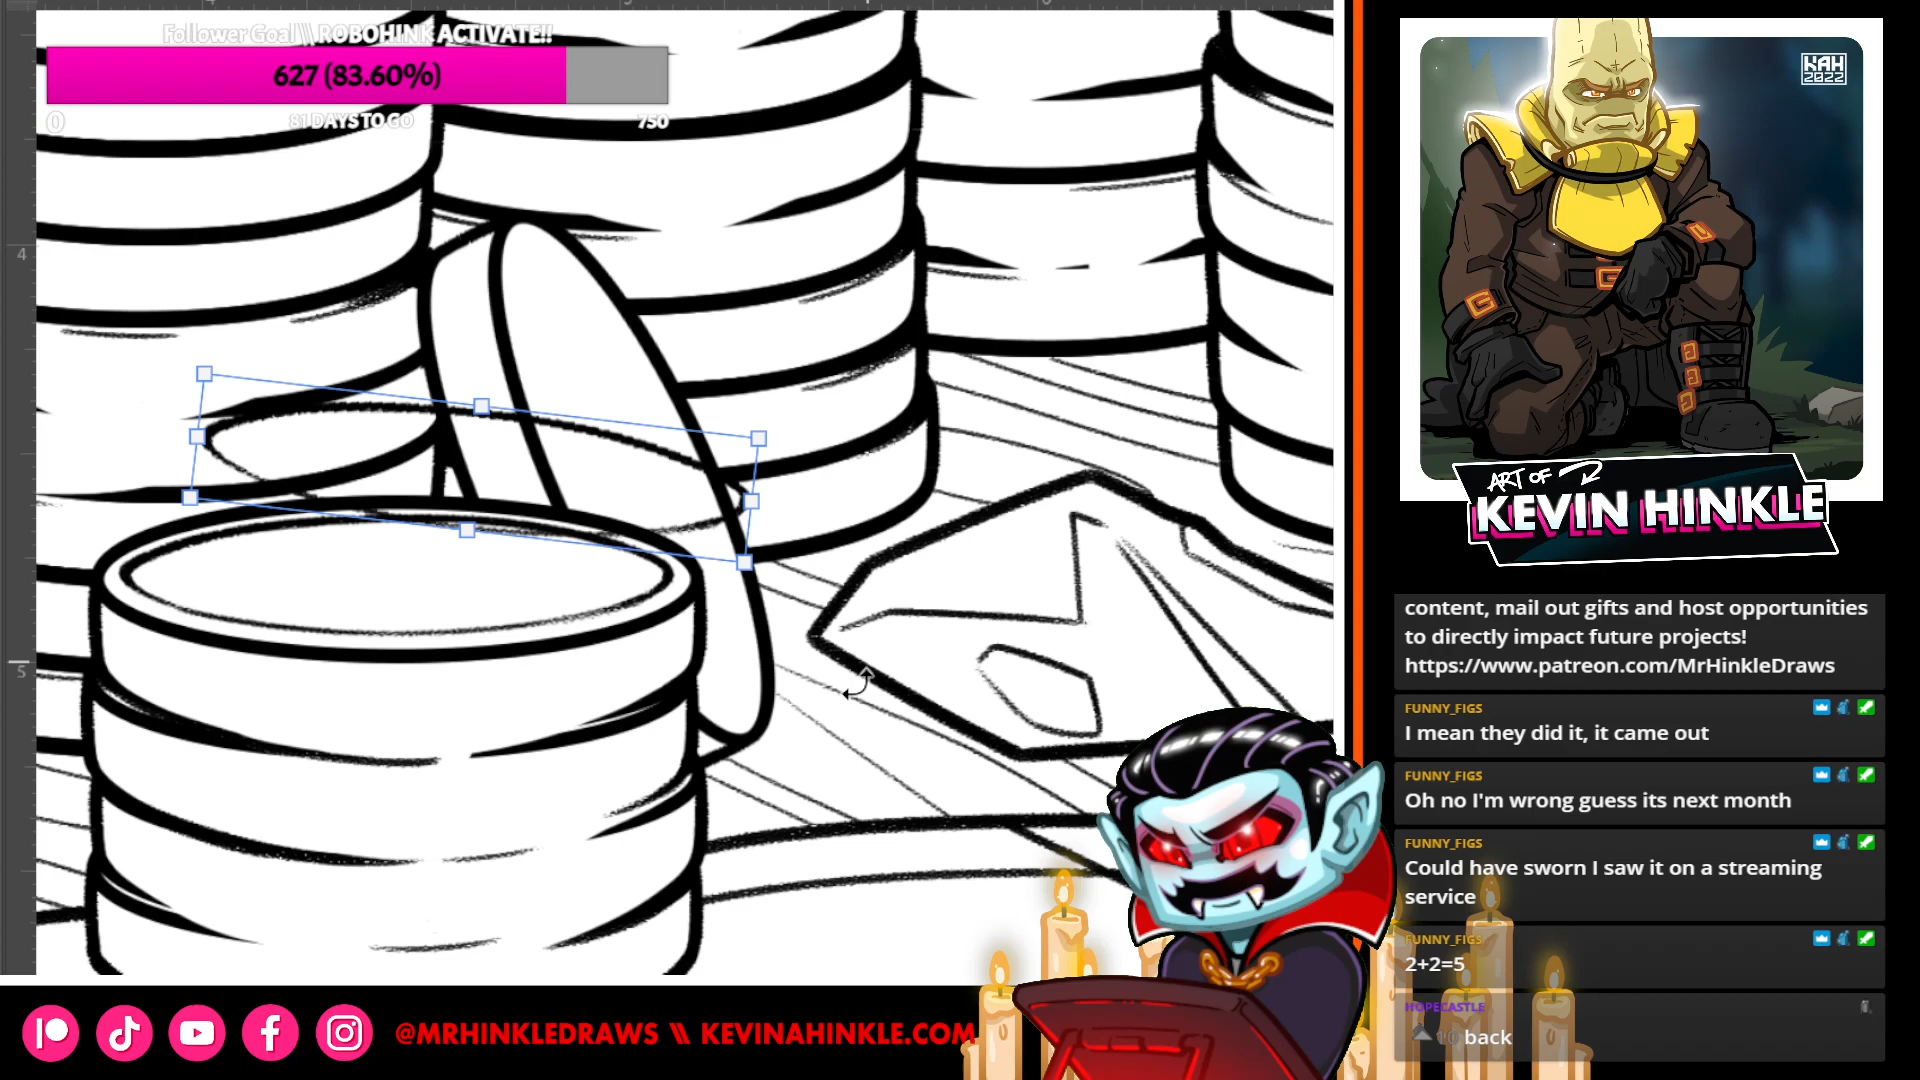 Follower Goal \\\ ROBOHINK ACTIVATE!!
627 (83.60%)
(0)
81 DAYS TO GO
750
4
5
KAH
2022
ART OF
KEVIN HINKLE
content, mail out gifts and host opportunities
to directly impact future projects!
https://www.patreon.com/MrHinkleDraws
FUNNY_FIGS
I mean they did it, it came out
FUNNY_FIGS
Oh no I'm wrong guess its next month
FUNNY_FIGS
Could have sworn I saw it on a streaming
service
FUNNY_FIGS
2+2=5
HOPECASTLE
back
@MRHINKLEDRAWS \\ KEVINAHINKLE.COM